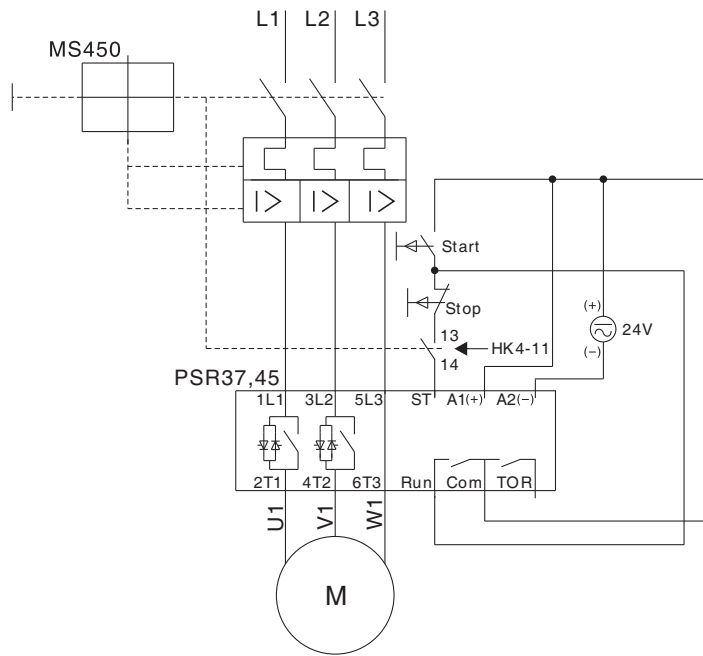 L1 L2 L3
MS450
I> I> I>
Start
Stop
(+)
24V
(−)
13
HK4-11
14
PSR37,45
1L1 3L2 5L3 ST A1(+) A2(−)
2T1 4T2 6T3 Run Com TOR
U1 V1 W1
M